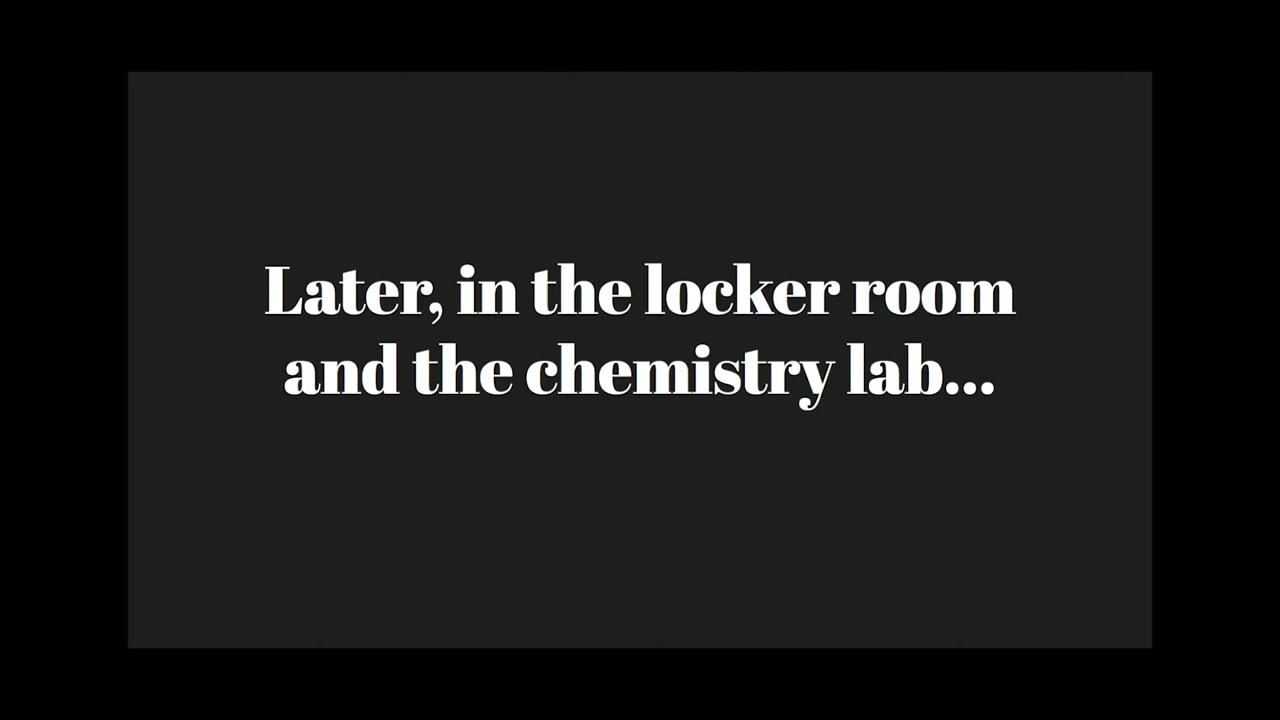 Later, in the locker room
and the chemistry lab...